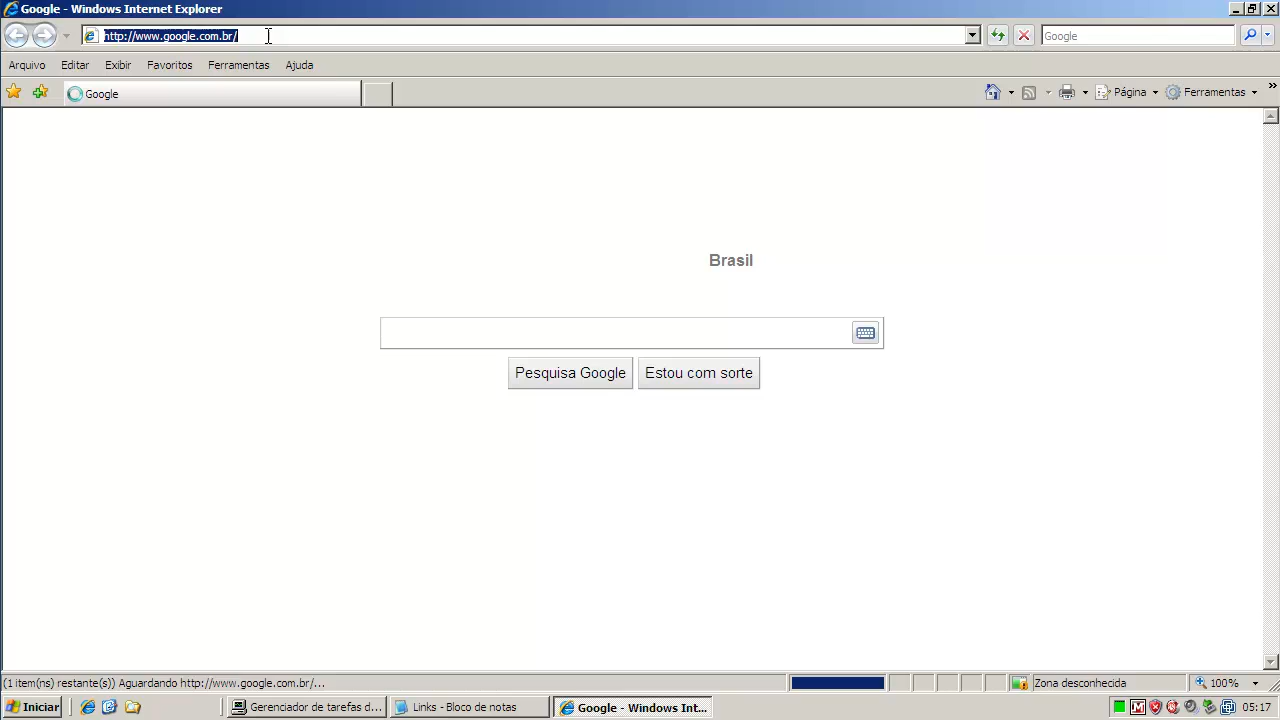 Google - Windows Internet Explorer
http://www.google.com.br/
Google
Arquivo Editar Exibir Favoritos Ferramentas Ajuda
Google
Página Ferramentas »
Brasil
Pesquisa Google Estou com sorte
(1 item(ns) restante(s)) Aguardando http://www.google.com.br/...
Zona desconhecida
100%
Iniciar
Gerenciador de tarefas d...
Links - Bloco de notas
Google - Windows Int...
05:17